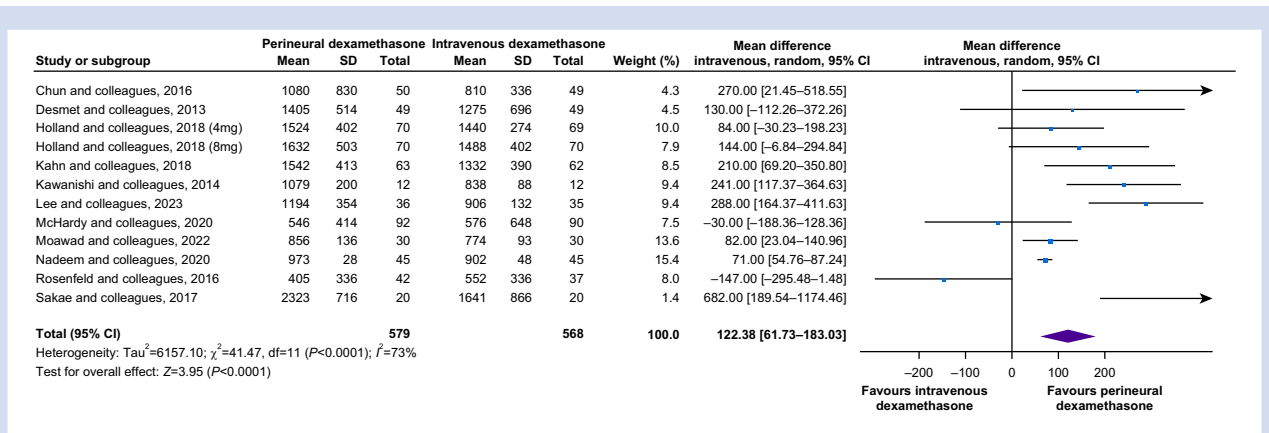 Perineural dexamethasone Intravenous dexamethasone Mean difference Mean difference
Study or subgroup Mean SD Total Mean SD Total Weight (%) intravenous, random, 95% CI intravenous, random, 95% CI
Chun and colleagues, 2016 1080 830 50 810 336 49 4.3 270.00 [21.45–518.55]
Desmet and colleagues, 2013 1405 514 49 1275 696 49 4.5 130.00 [–112.26–372.26]
Holland and colleagues, 2018 (4mg) 1524 402 70 1440 274 69 10.0 84.00 [–30.23–198.23]
Holland and colleagues, 2018 (8mg) 1632 503 70 1488 402 70 7.9 144.00 [–6.84–294.84]
Kahn and colleagues, 2018 1542 413 63 1332 390 62 8.5 210.00 [69.20–350.80]
Kawanishi and colleagues, 2014 1079 200 12 838 88 12 9.4 241.00 [117.37–364.63]
Lee and colleagues, 2023 1194 354 36 906 132 35 9.4 288.00 [164.37–411.63]
McHardy and colleagues, 2020 546 414 92 576 648 90 7.5 –30.00 [–188.36–128.36]
Moawad and colleagues, 2022 856 136 30 774 93 30 13.6 82.00 [23.04–140.96]
Nadeem and colleagues, 2020 973 28 45 902 48 45 15.4 71.00 [54.76–87.24]
Rosenfeld and colleagues, 2016 405 336 42 552 336 37 8.0 –147.00 [–295.48–1.48]
Sakae and colleagues, 2017 2323 716 20 1641 866 20 1.4 682.00 [189.54–1174.46]
Total (95% CI) 579 568 100.0 122.38 [61.73–183.03]
Heterogeneity: Tau²=6157.10; χ²=41.47, df=11 (P<0.0001); I²=73%
Test for overall effect: Z=3.95 (P<0.0001)
–200 –100 0 100 200
Favours intravenous Favours perineural
dexamethasone dexamethasone